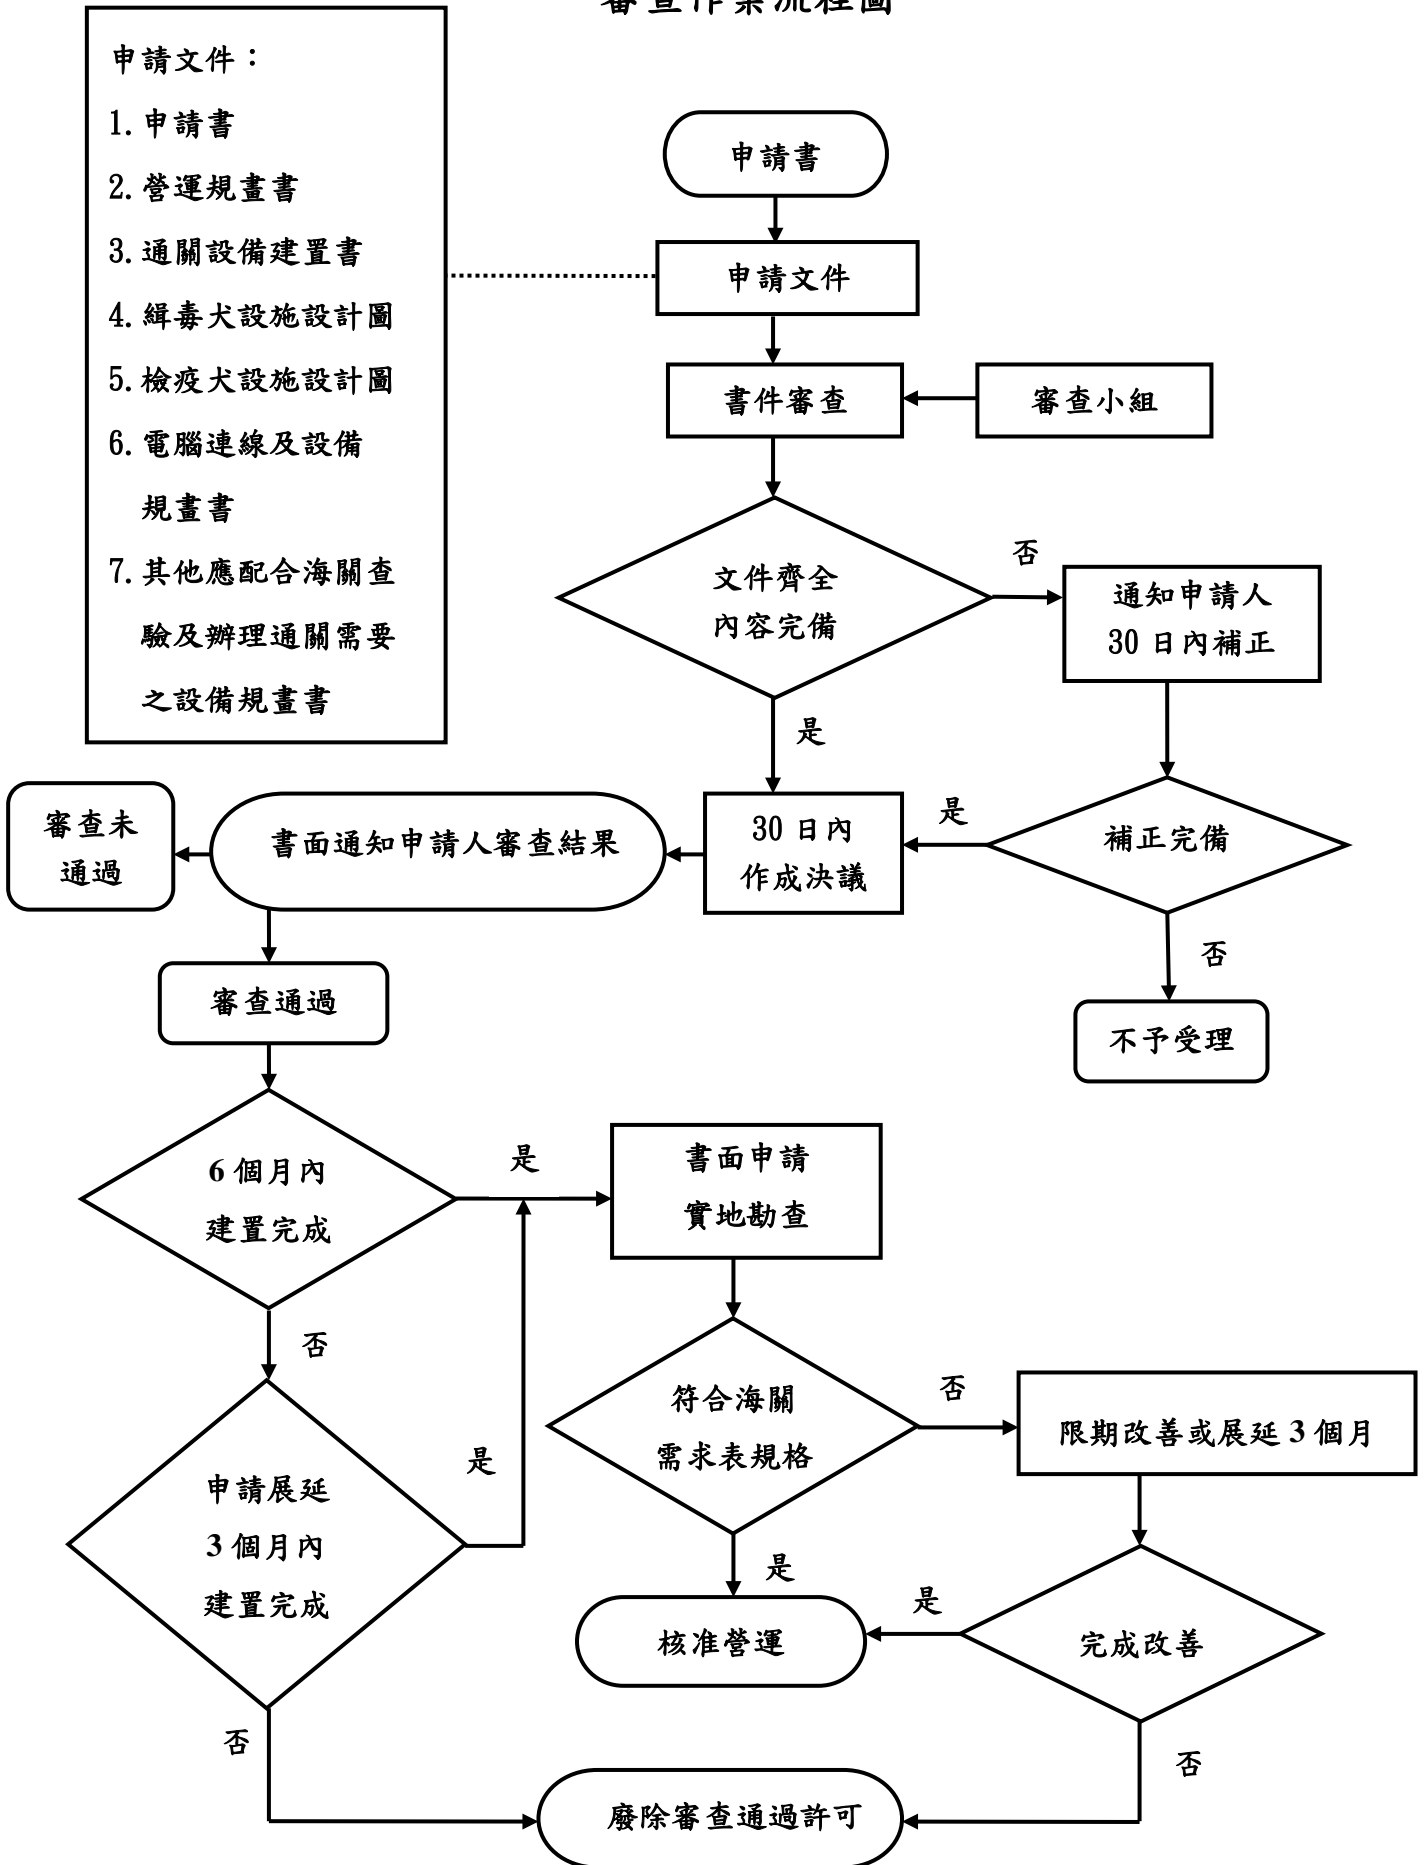 審查作業流程圖
申請文件：
1.申請書
2.營運規畫書
3.通關設備建置書
4.緝毒犬設施設計圖
5.檢疫犬設施設計圖
6.電腦連線及設備
規畫書
7.其他應配合海關查
驗及辦理通關需要
之設備規畫書
申請書
申請文件
書件審查
審查小組
文件齊全
內容完備
否
通知申請人
30 日內補正
是
補正完備
是
否
不予受理
30 日內
作成決議
書面通知申請人審查結果
審查未
通過
審查通過
6 個月內
建置完成
是
否
書面申請
實地勘查
申請展延
3 個月內
建置完成
是
否
符合海關
需求表規格
否
限期改善或展延 3 個月
是
核准營運
是
完成改善
否
廢除審查通過許可